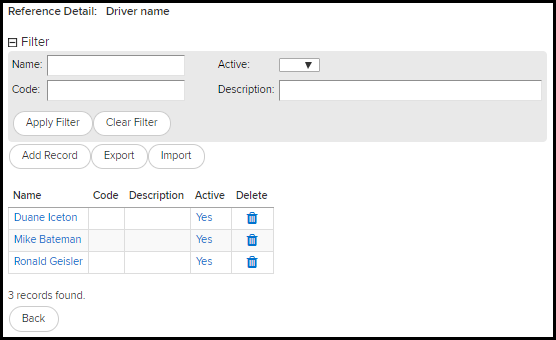 Reference Detail: Driver name
Filter
Name: Active:
Code: Description:
Apply Filter Clear Filter
Add Record Export Import
Name Code Description Active Delete
Duane Iceton Yes
Mike Bateman Yes
Ronald Geisler Yes
3 records found.
Back